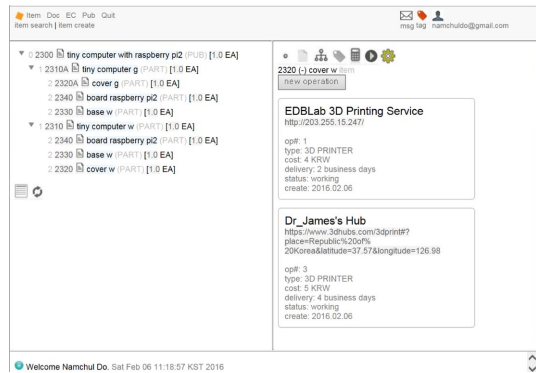 Item Doc EC Pub Quit
item search | item create
msg tag namchuldo@gmail.com
0 2300 tiny computer with raspberry pi2 (PUB) [1.0 EA]
1 2310A tiny computer g (PART) [1.0 EA]
2 2320A cover g (PART) [1.0 EA]
2 2340 board raspberry pi2 (PART) [1.0 EA]
2 2330 base w (PART) [1.0 EA]
1 2310 tiny computer w (PART) [1.0 EA]
2 2340 board raspberry pi2 (PART) [1.0 EA]
2 2330 base w (PART) [1.0 EA]
2 2320 cover w (PART) [1.0 EA]
2320 (-) cover w item
new operation
EDBLab 3D Printing Service
http://203.255.15.247/
op#: 1
type: 3D PRINTER
cost: 4 KRW
delivery: 2 business days
status: working
create: 2016.02.06
Dr_James's Hub
https://www.3dhubs.com/3dprint#?
place=Republic%20of%
20Korea&latitude=37.57&longitude=126.98
op#: 3
type: 3D PRINTER
cost: 5 KRW
delivery: 4 business days
status: working
create: 2016.02.06
Welcome Namchul Do. Sat Feb 06 11:18:57 KST 2016